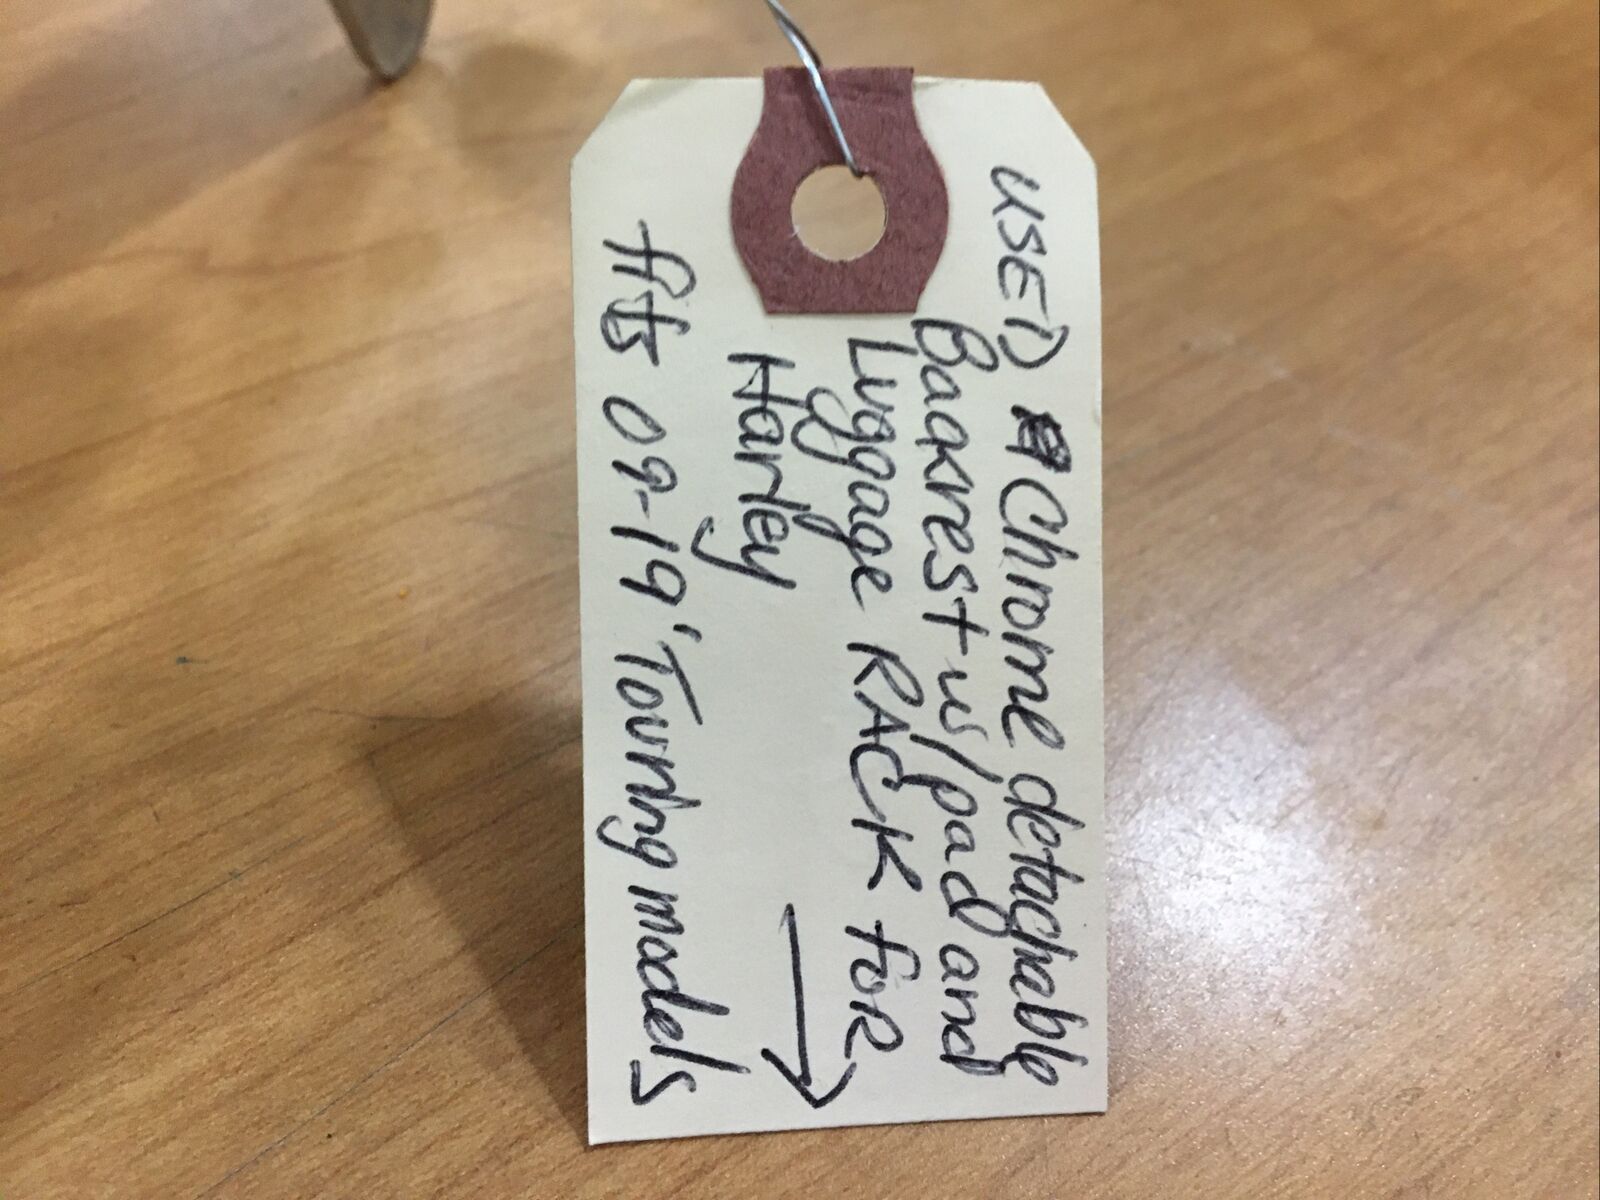 USED Chrome detachable
Backrest w/pad and
Luggage RACK foR
Harley →
fits 09-19' Touring models